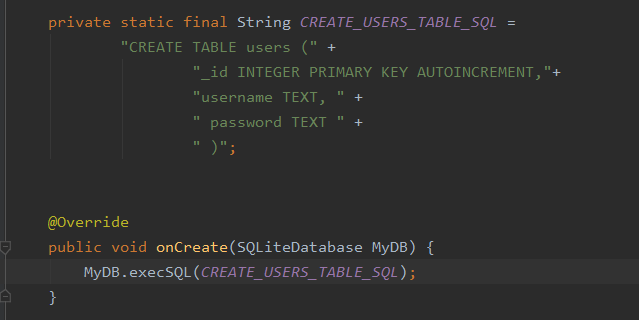 private static final String CREATE_USERS_TABLE_SQL =
"CREATE TABLE users (" +
"_id INTEGER PRIMARY KEY AUTOINCREMENT,"+
"username TEXT, " +
" password TEXT " +
" )";
@Override
public void onCreate(SQLiteDatabase MyDB) {
MyDB.execSQL(CREATE_USERS_TABLE_SQL);
}